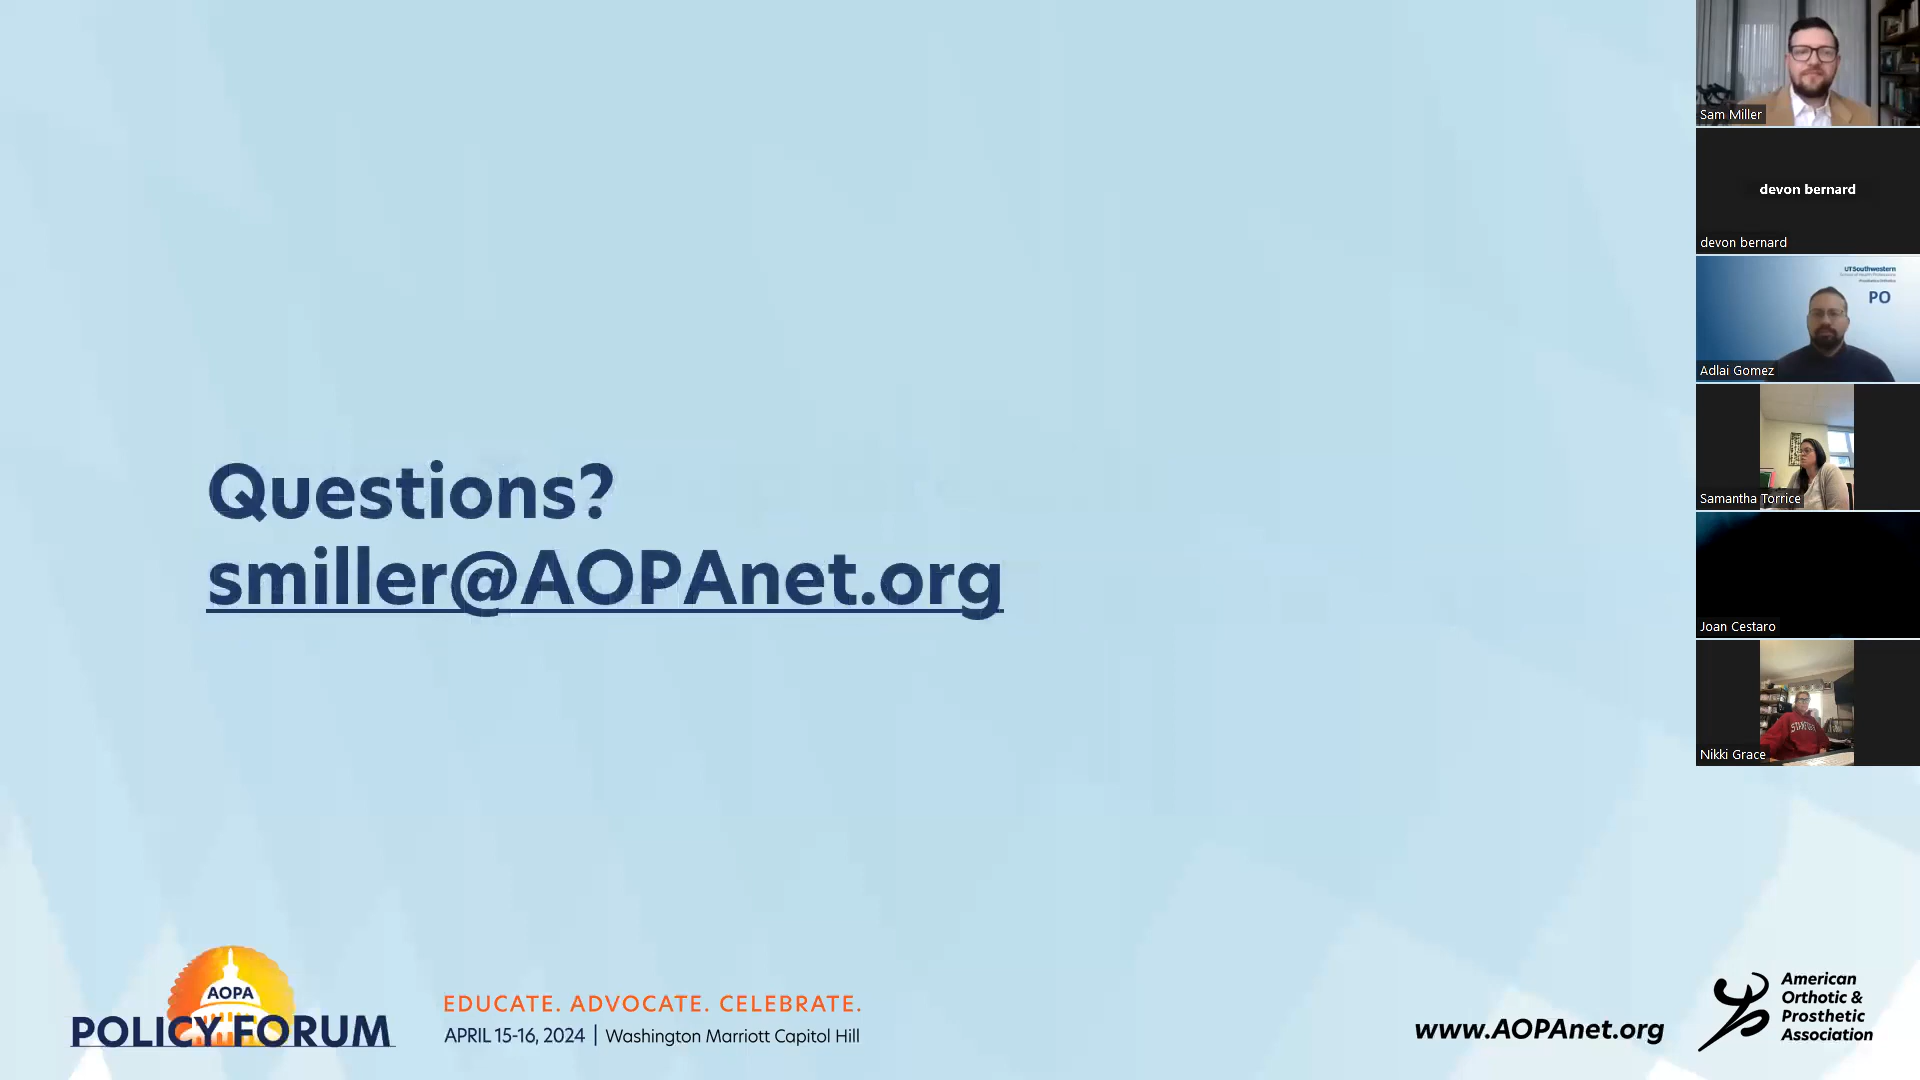 Questions?
smiller@AOPAnet.org
AOPA
POLICY FORUM
EDUCATE. ADVOCATE. CELEBRATE.
APRIL 15-16, 2024 | Washington Marriott Capitol Hill
www.AOPAnet.org
American
Orthotic &
Prosthetic
Association
Sam Miller
devon bernard
devon bernard
UTSouthwestern
PO
Adlai Gomez
Samantha Torrice
Joan Cestaro
Nikki Grace